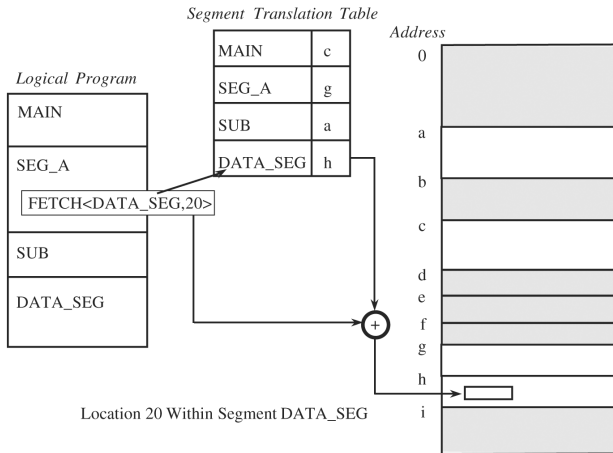 Segment Translation Table
MAIN c
SEG_A g
SUB a
DATA_SEG h
Logical Program
MAIN
SEG_A
FETCH<DATA_SEG,20>
SUB
DATA_SEG
+
Location 20 Within Segment DATA_SEG
Address
0
a
b
c
d
e
f
g
h
i